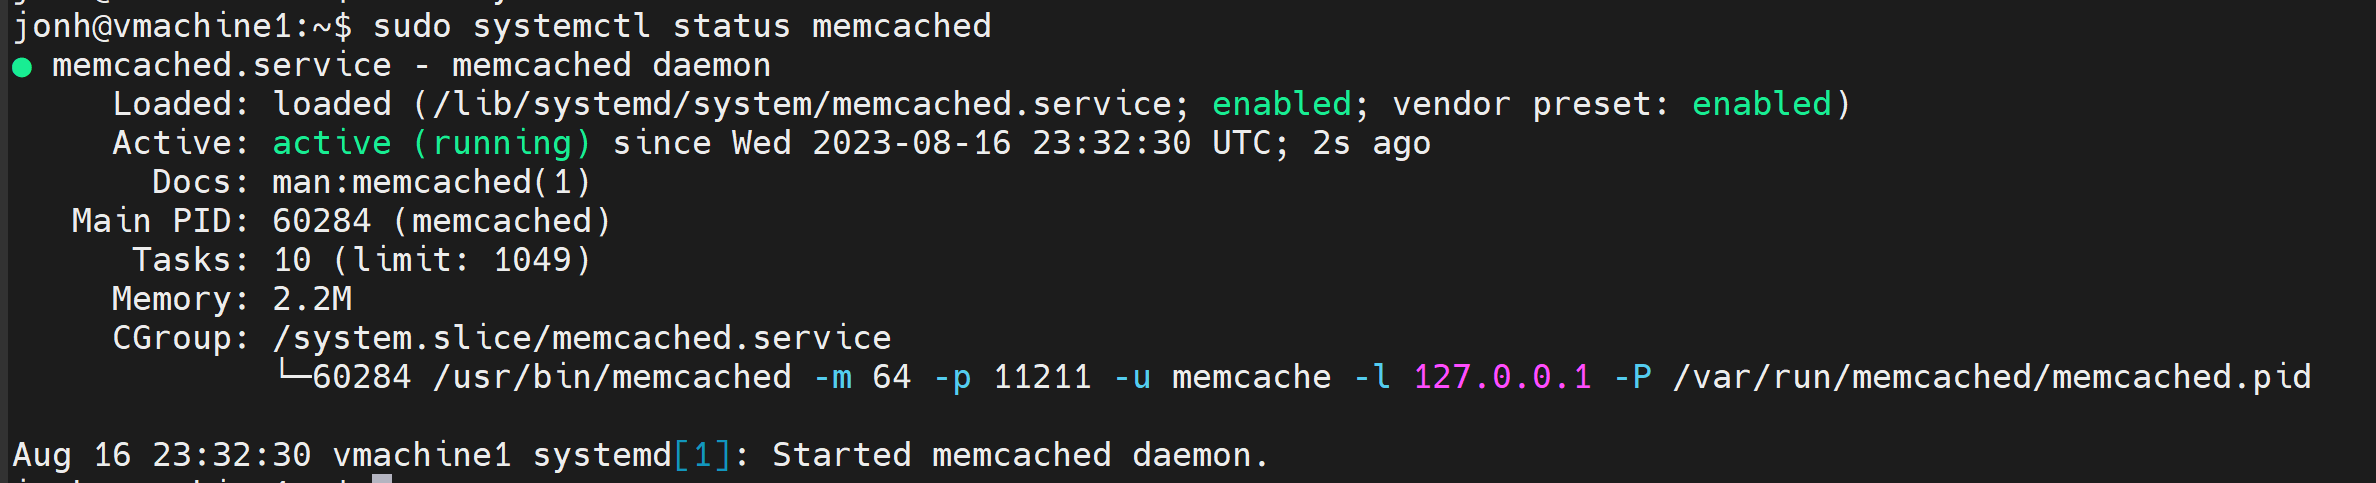 jonh@vmachine1:~$ sudo systemctl status memcached
● memcached.service - memcached daemon
     Loaded: loaded (/lib/systemd/system/memcached.service; enabled; vendor preset: enabled)
     Active: active (running) since Wed 2023-08-16 23:32:30 UTC; 2s ago
       Docs: man:memcached(1)
   Main PID: 60284 (memcached)
      Tasks: 10 (limit: 1049)
     Memory: 2.2M
     CGroup: /system.slice/memcached.service
             └─60284 /usr/bin/memcached -m 64 -p 11211 -u memcache -l 127.0.0.1 -P /var/run/memcached/memcached.pid
Aug 16 23:32:30 vmachine1 systemd[1]: Started memcached daemon.